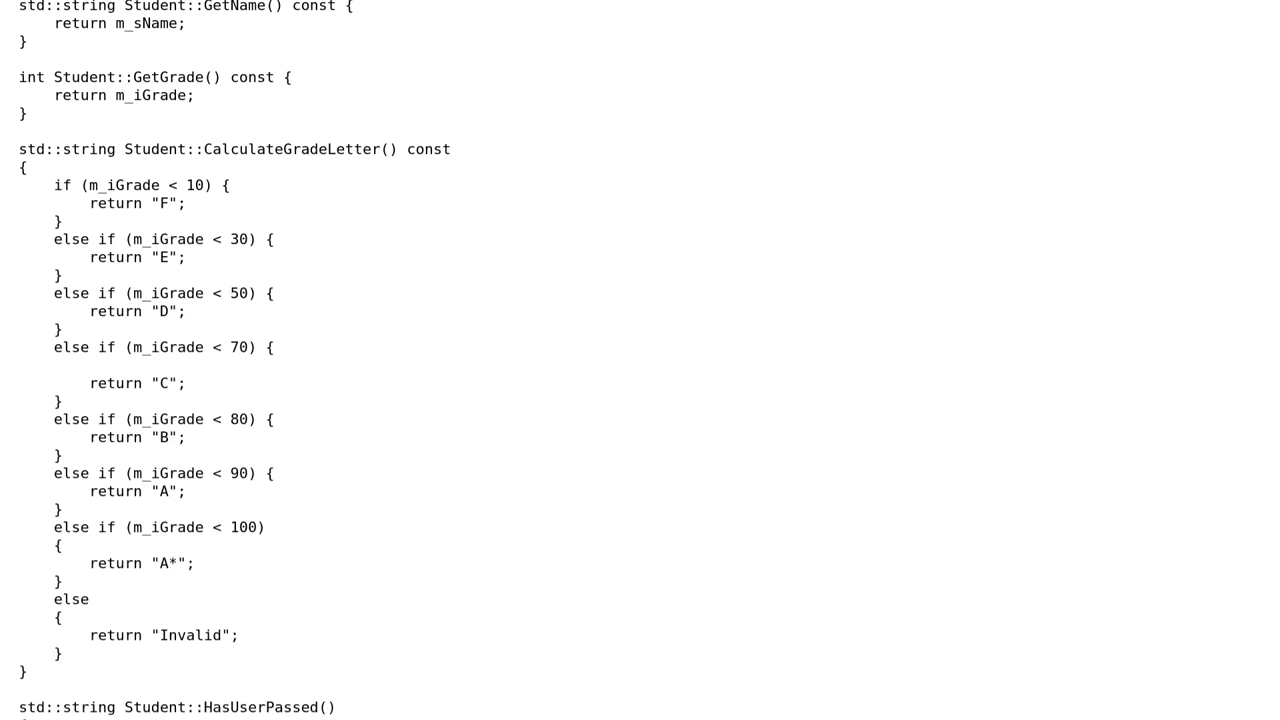 std::string Student::GetName() const {
    return m_sName;
}

int Student::GetGrade() const {
    return m_iGrade;
}

std::string Student::CalculateGradeLetter() const
{
    if (m_iGrade < 10) {
        return "F";
    }
    else if (m_iGrade < 30) {
        return "E";
    }
    else if (m_iGrade < 50) {
        return "D";
    }
    else if (m_iGrade < 70) {

        return "C";
    }
    else if (m_iGrade < 80) {
        return "B";
    }
    else if (m_iGrade < 90) {
        return "A";
    }
    else if (m_iGrade < 100)
    {
        return "A*";
    }
    else
    {
        return "Invalid";
    }
}

std::string Student::HasUserPassed()